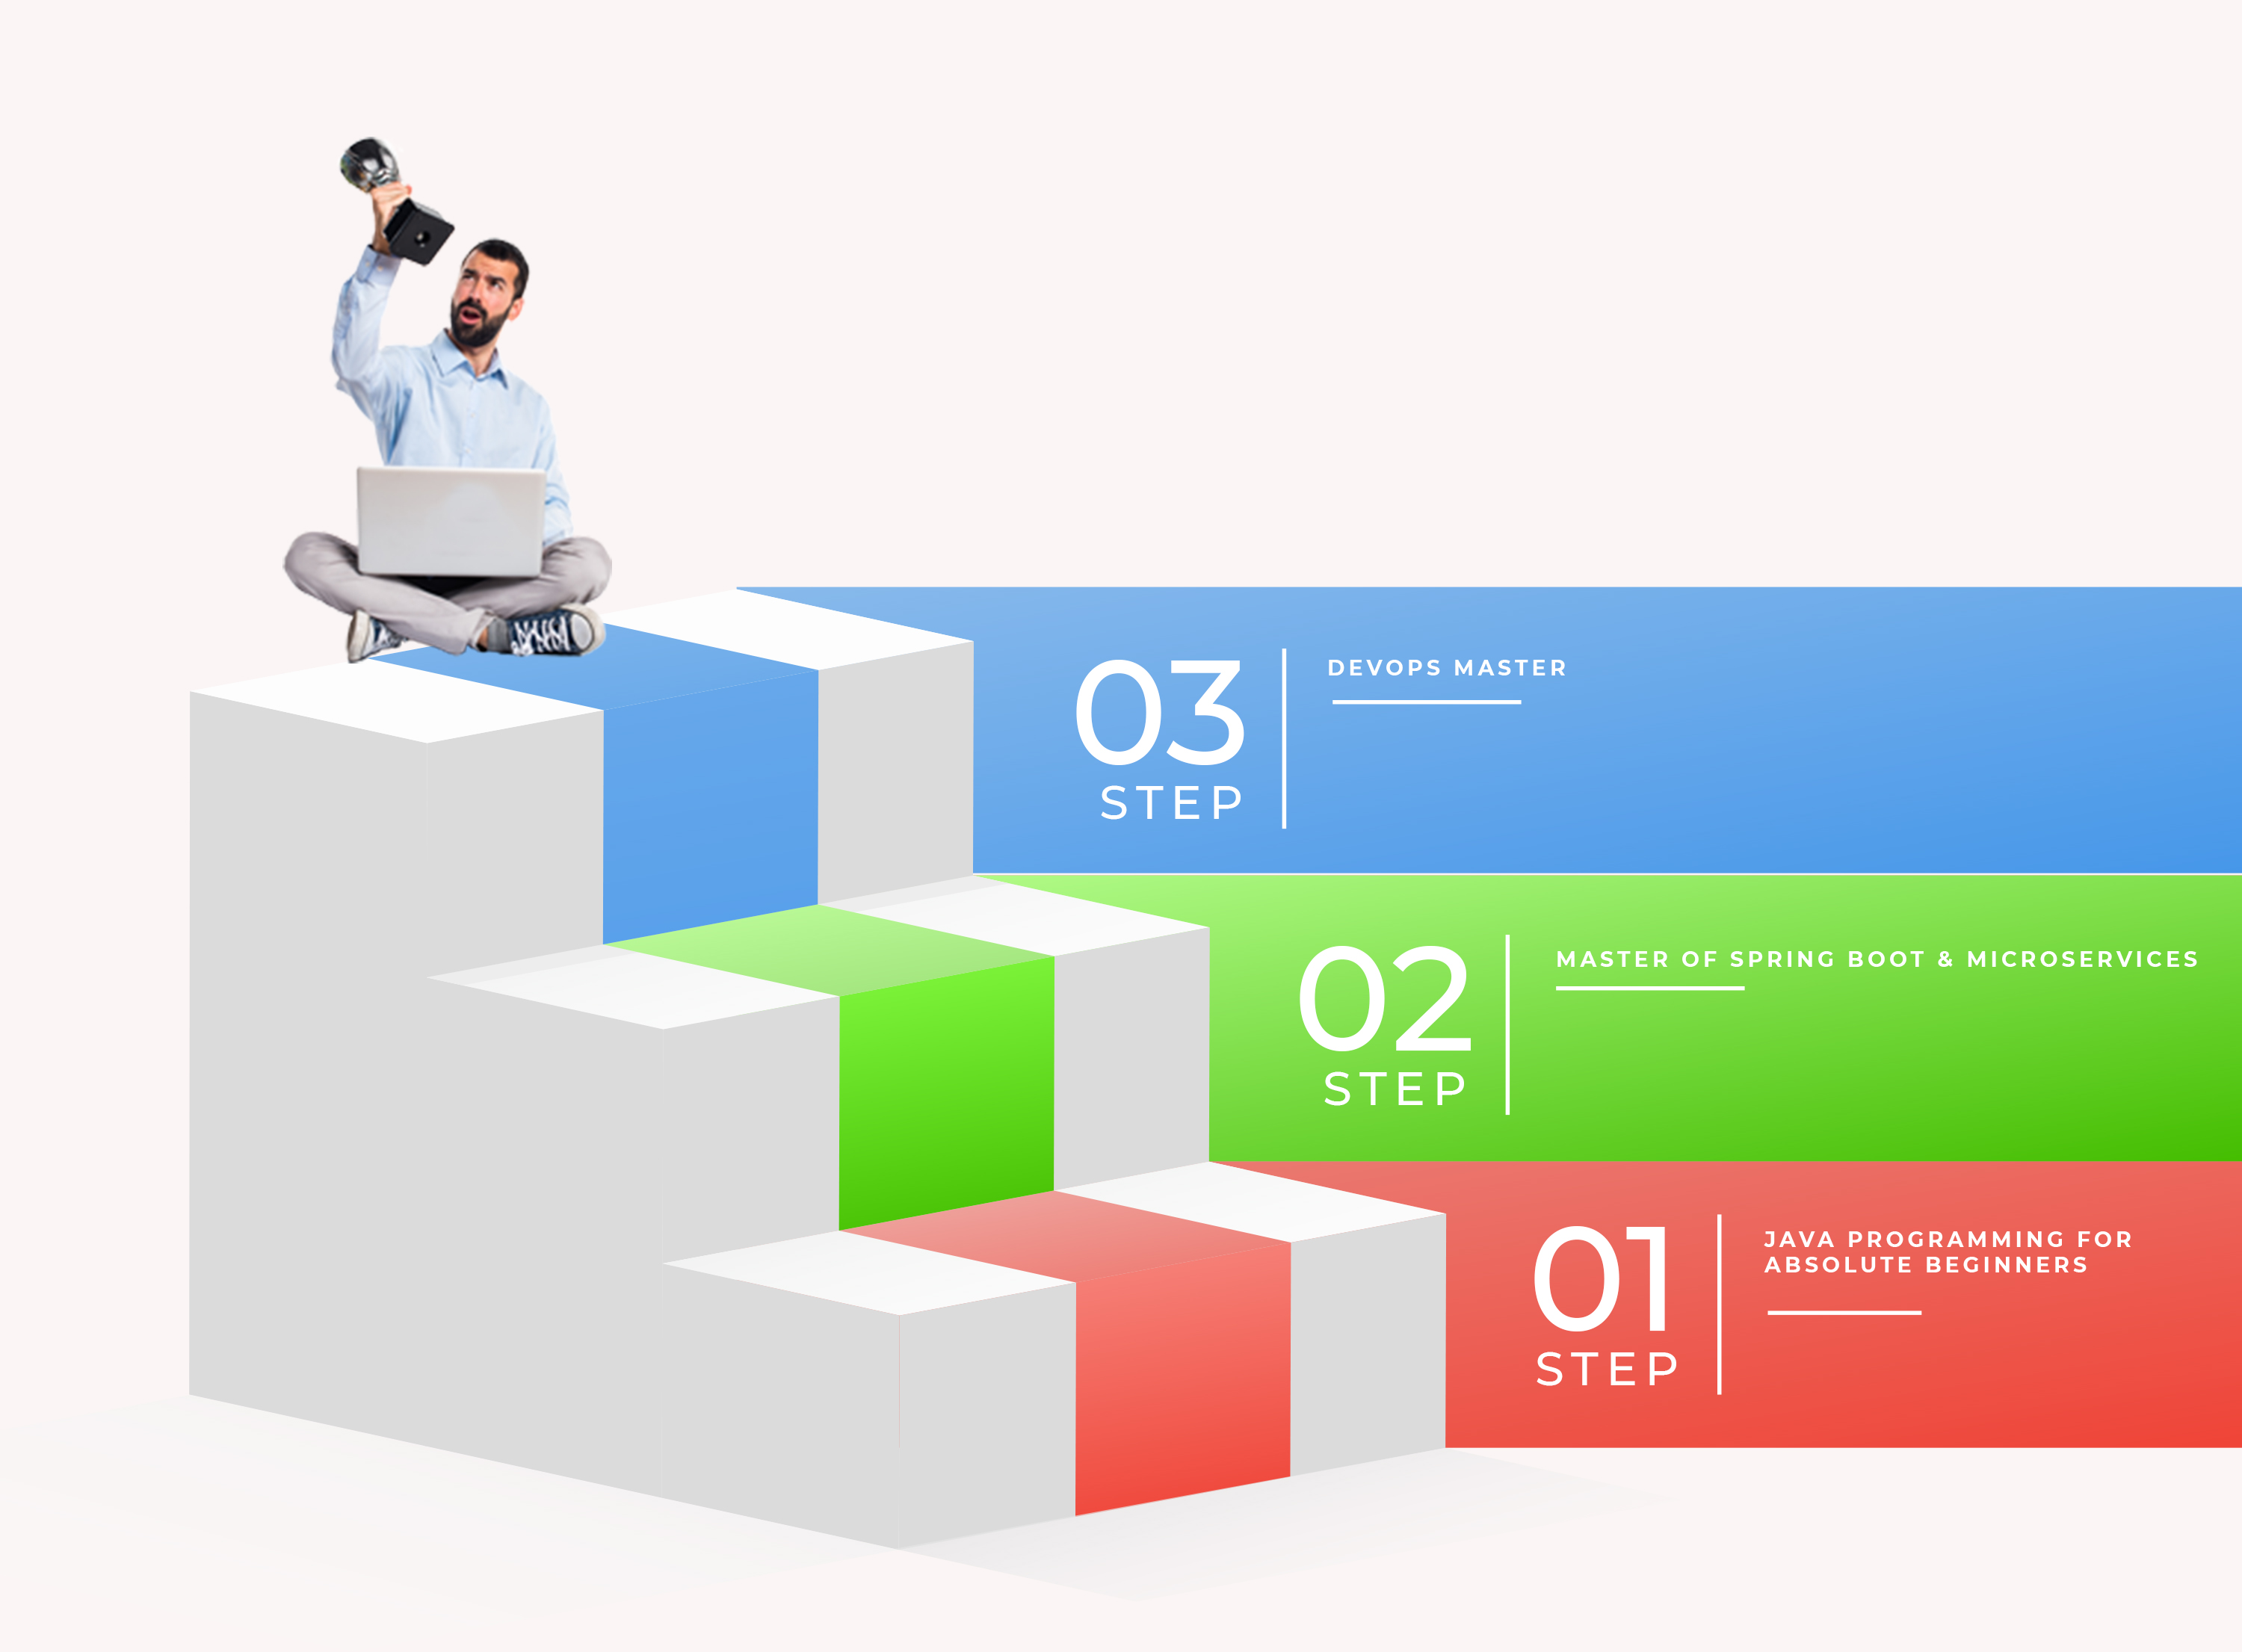 03
STEP
DEVOPS MASTER
02
STEP
MASTER OF SPRING BOOT & MICROSERVICES
01
STEP
JAVA PROGRAMMING FOR
ABSOLUTE BEGINNERS